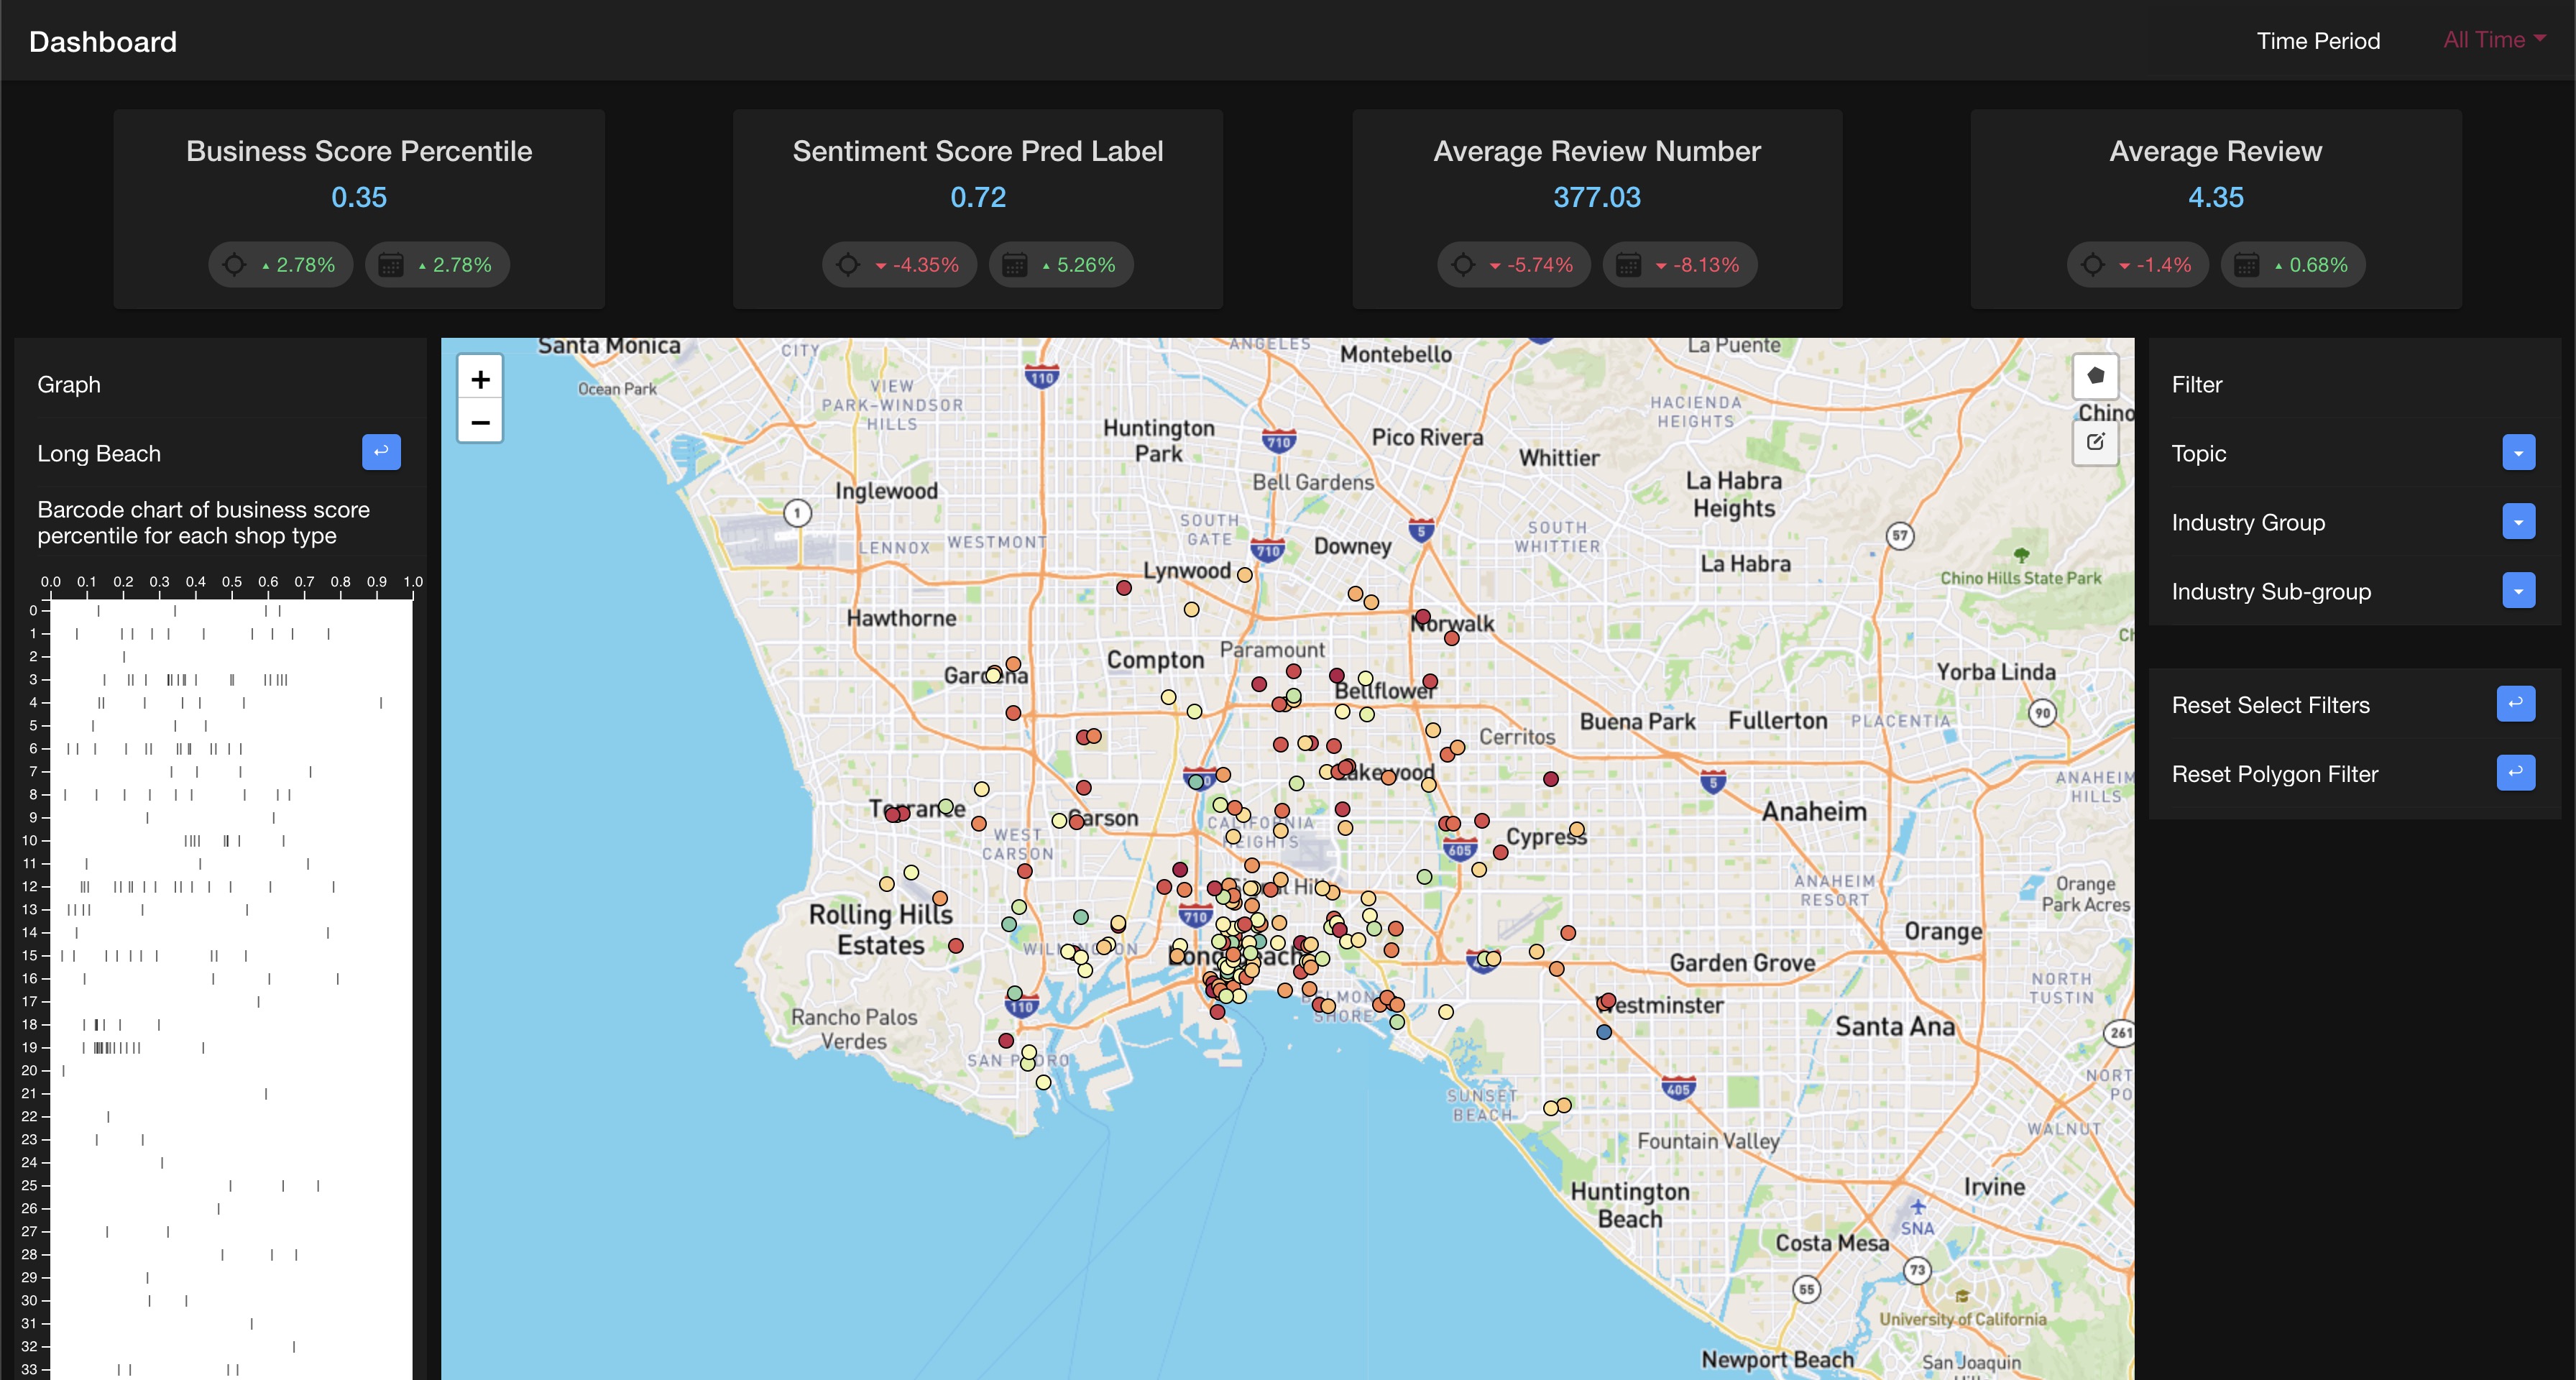 Dashboard
Time Period
All Time
Business Score Percentile
0.35
2.78%
2.78%
Sentiment Score Pred Label
0.72
-4.35%
5.26%
Average Review Number
377.03
-5.74%
-8.13%
Average Review
4.35
-1.4%
0.68%
Graph
Long Beach
Barcode chart of business score
percentile for each shop type
0.0 0.1 0.2 0.3 0.4 0.5 0.6 0.7 0.8 0.9 1.0
0
1
2
3
4
5
6
7
8
9
10
11
12
13
14
15
16
17
18
19
20
21
22
23
24
25
26
27
28
29
30
31
32
33
+
−
Santa Monica
CITY
ANGELES
Montebello
La Puente
Ocean Park
110
VIEW
PARK-WINDSOR
HILLS
HACIENDA
HEIGHTS
Chino
Huntington
Park
710
Pico Rivera
Whittier
Bell Gardens
La Habra
Heights
Inglewood
1
SOUTH
GATE
5
SOUTH
WHITTIER
57
LENNOX
WESTMONT
710
Downey
La Habra
Lynwood
Chino Hills State Park
Hawthorne
Norwalk
Ch
Compton
Paramount
Gardena
Bellflower
Yorba Linda
Buena Park
Fullerton
PLACENTIA
90
Cerritos
Lakewood
5
ANAHEIM
HILLS
Torrance
Carson
Anaheim
WEST
CARSON
CALIFORNIA
HEIGHTS
605
Cypress
Signal Hill
ANAHEIM
RESORT
Orange
Park Acres
Rolling Hills
Estates
710
Orange
WILMINGTON
Long Beach
Garden Grove
NORTH
TUSTIN
110
BELMONT
SHORE
Westminster
Rancho Palos
Verdes
Santa Ana
261
SAN PEDRO
NORT
PO
405
SUNSET
BEACH
WALNUT
Fountain Valley
Irvine
Huntington
Beach
SNA
Costa Mesa
73
55
University of California
Newport Beach
San Joaquin
Filter
Topic
Industry Group
Industry Sub-group
Reset Select Filters
Reset Polygon Filter